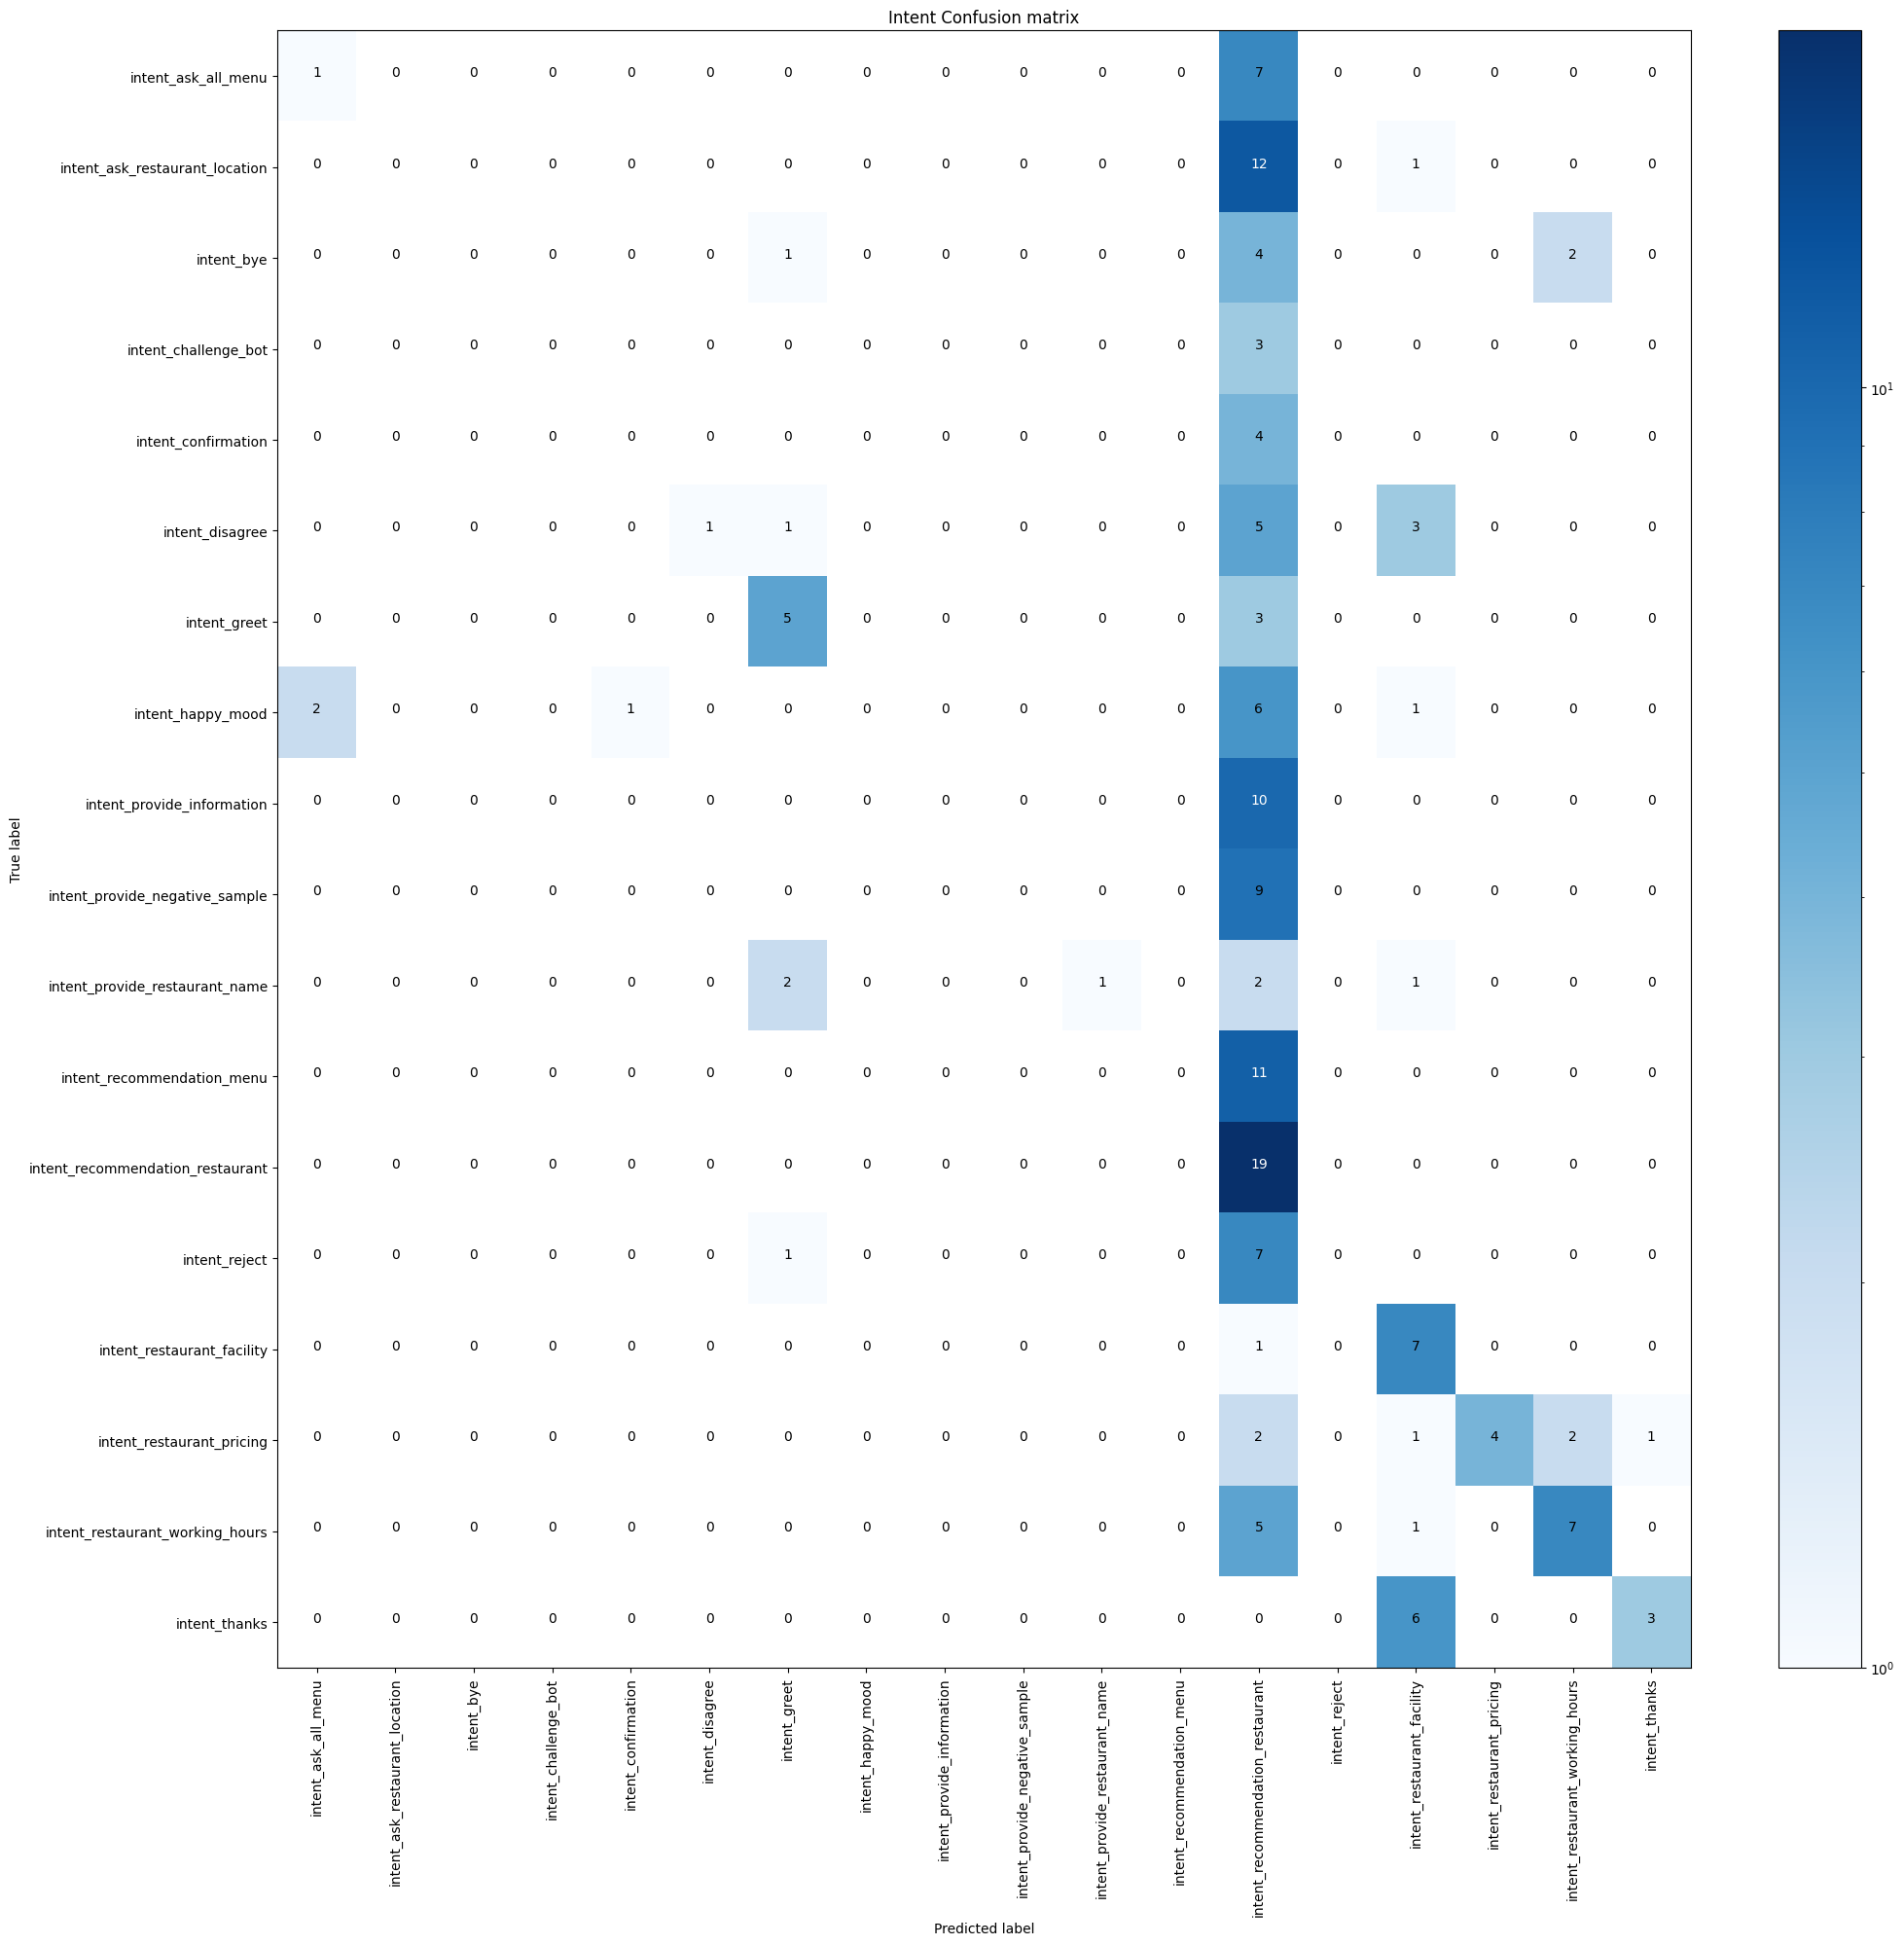 Intent Confusion matrix
intent_ask_all_menu 1 0 0 0 0 0 0 0 0 0 0 0 7 0 0 0 0 0
intent_ask_restaurant_location 0 0 0 0 0 0 0 0 0 0 0 0 12 0 1 0 0 0
intent_bye 0 0 0 0 0 0 1 0 0 0 0 0 4 0 0 0 2 0
intent_challenge_bot 0 0 0 0 0 0 0 0 0 0 0 0 3 0 0 0 0 0
10¹
intent_confirmation 0 0 0 0 0 0 0 0 0 0 0 0 4 0 0 0 0 0
intent_disagree 0 0 0 0 0 1 1 0 0 0 0 0 5 0 3 0 0 0
intent_greet 0 0 0 0 0 0 5 0 0 0 0 0 3 0 0 0 0 0
intent_happy_mood 2 0 0 0 1 0 0 0 0 0 0 0 6 0 1 0 0 0
intent_provide_information 0 0 0 0 0 0 0 0 0 0 0 0 10 0 0 0 0 0
True label
intent_provide_negative_sample 0 0 0 0 0 0 0 0 0 0 0 0 9 0 0 0 0 0
intent_provide_restaurant_name 0 0 0 0 0 0 2 0 0 0 1 0 2 0 1 0 0 0
intent_recommendation_menu 0 0 0 0 0 0 0 0 0 0 0 0 11 0 0 0 0 0
intent_recommendation_restaurant 0 0 0 0 0 0 0 0 0 0 0 0 19 0 0 0 0 0
intent_reject 0 0 0 0 0 0 1 0 0 0 0 0 7 0 0 0 0 0
intent_restaurant_facility 0 0 0 0 0 0 0 0 0 0 0 0 1 0 7 0 0 0
intent_restaurant_pricing 0 0 0 0 0 0 0 0 0 0 0 0 2 0 1 4 2 1
intent_restaurant_working_hours 0 0 0 0 0 0 0 0 0 0 0 0 5 0 1 0 7 0
intent_thanks 0 0 0 0 0 0 0 0 0 0 0 0 0 0 6 0 0 3
10⁰
intent_ask_all_menu
intent_ask_restaurant_location
intent_bye
intent_challenge_bot
intent_confirmation
intent_disagree
intent_greet
intent_happy_mood
intent_provide_information
intent_provide_negative_sample
intent_provide_restaurant_name
intent_recommendation_menu
intent_recommendation_restaurant
intent_reject
intent_restaurant_facility
intent_restaurant_pricing
intent_restaurant_working_hours
intent_thanks
Predicted label